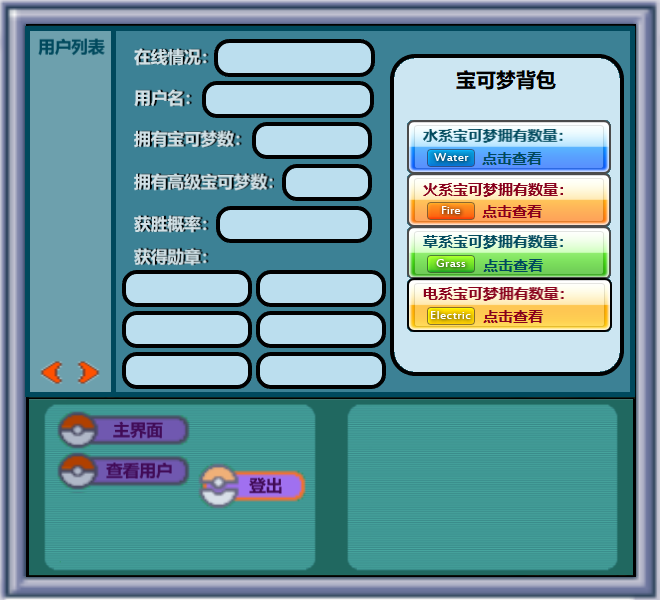 用户列表
在线情况:
用户名:
拥有宝可梦数:
拥有高级宝可梦数:
获胜概率:
获得勋章:
宝可梦背包
水系宝可梦拥有数量:
Water 点击查看
火系宝可梦拥有数量:
Fire 点击查看
草系宝可梦拥有数量:
Grass 点击查看
电系宝可梦拥有数量:
Electric 点击查看
主界面
查看用户
登出